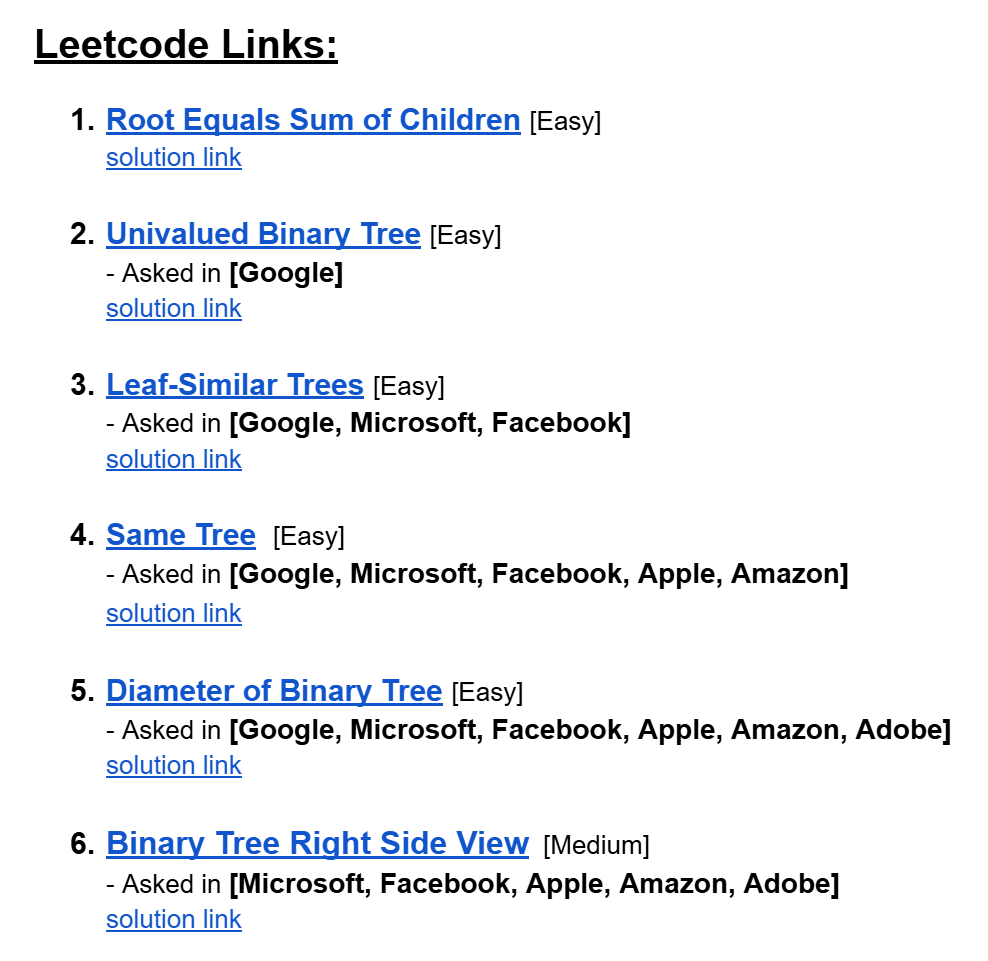 Leetcode Links:
1. Root Equals Sum of Children [Easy]
solution link
2. Univalued Binary Tree [Easy]
- Asked in [Google]
solution link
3. Leaf-Similar Trees [Easy]
- Asked in [Google, Microsoft, Facebook]
solution link
4. Same Tree [Easy]
- Asked in [Google, Microsoft, Facebook, Apple, Amazon]
solution link
5. Diameter of Binary Tree [Easy]
- Asked in [Google, Microsoft, Facebook, Apple, Amazon, Adobe]
solution link
6. Binary Tree Right Side View [Medium]
- Asked in [Microsoft, Facebook, Apple, Amazon, Adobe]
solution link